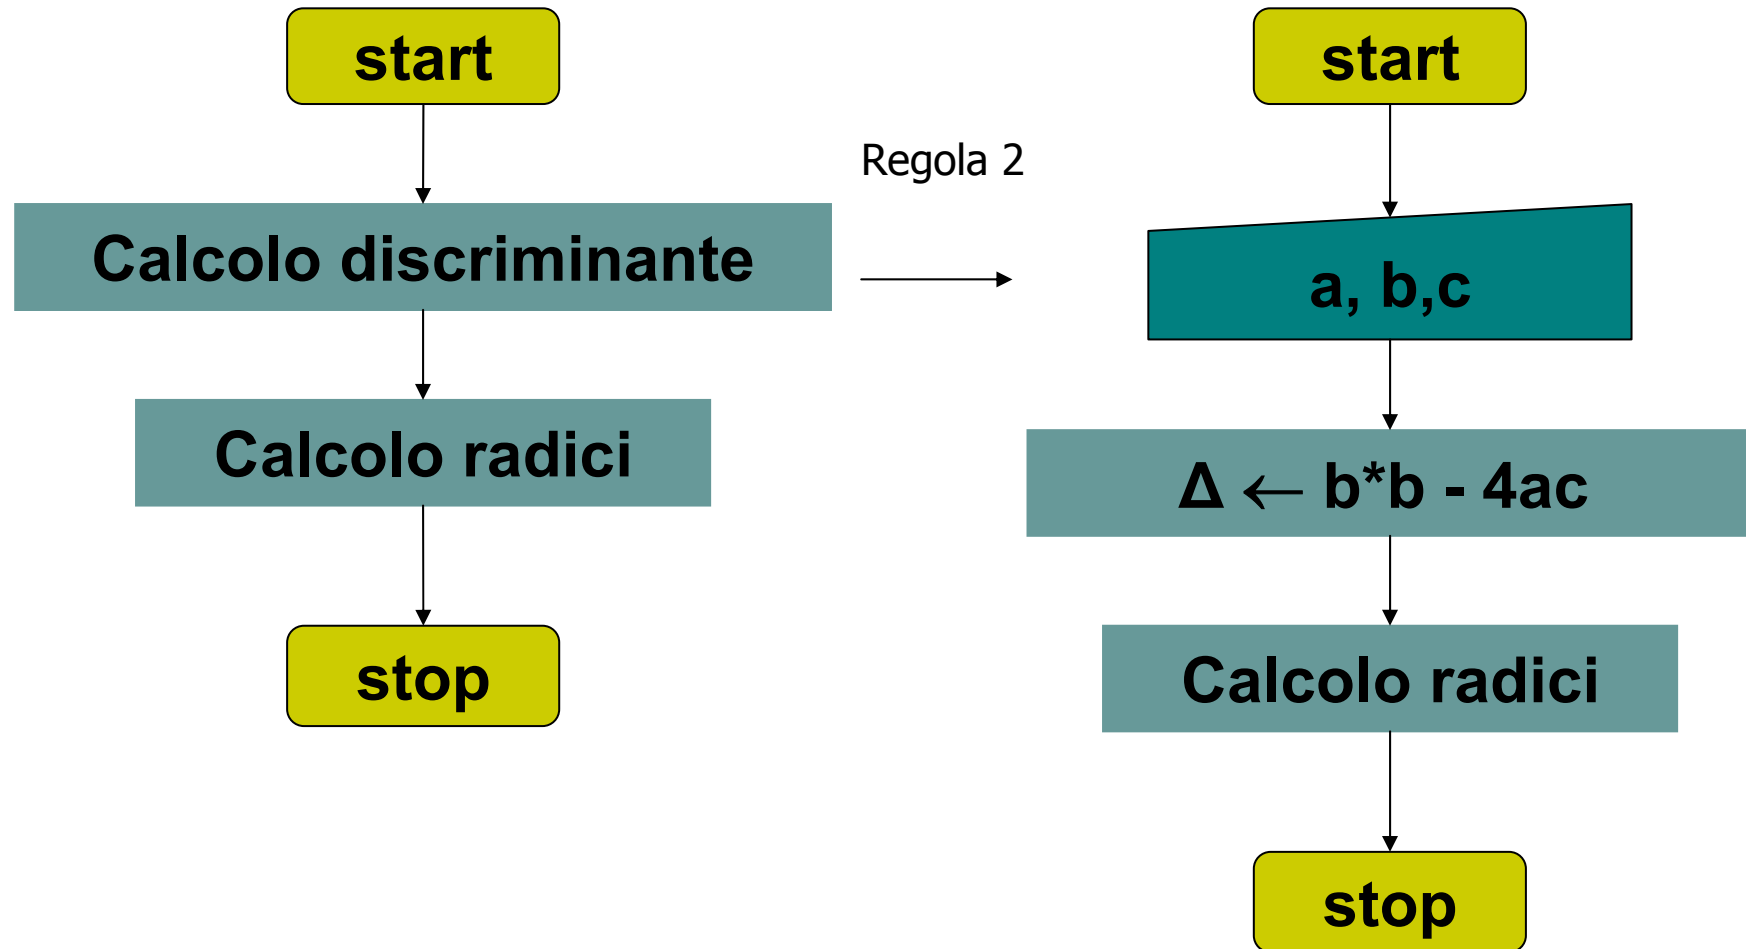 start
Calcolo discriminante
Calcolo radici
stop
Regola 2
start
a, b,c
Δ ← b*b - 4ac
Calcolo radici
stop